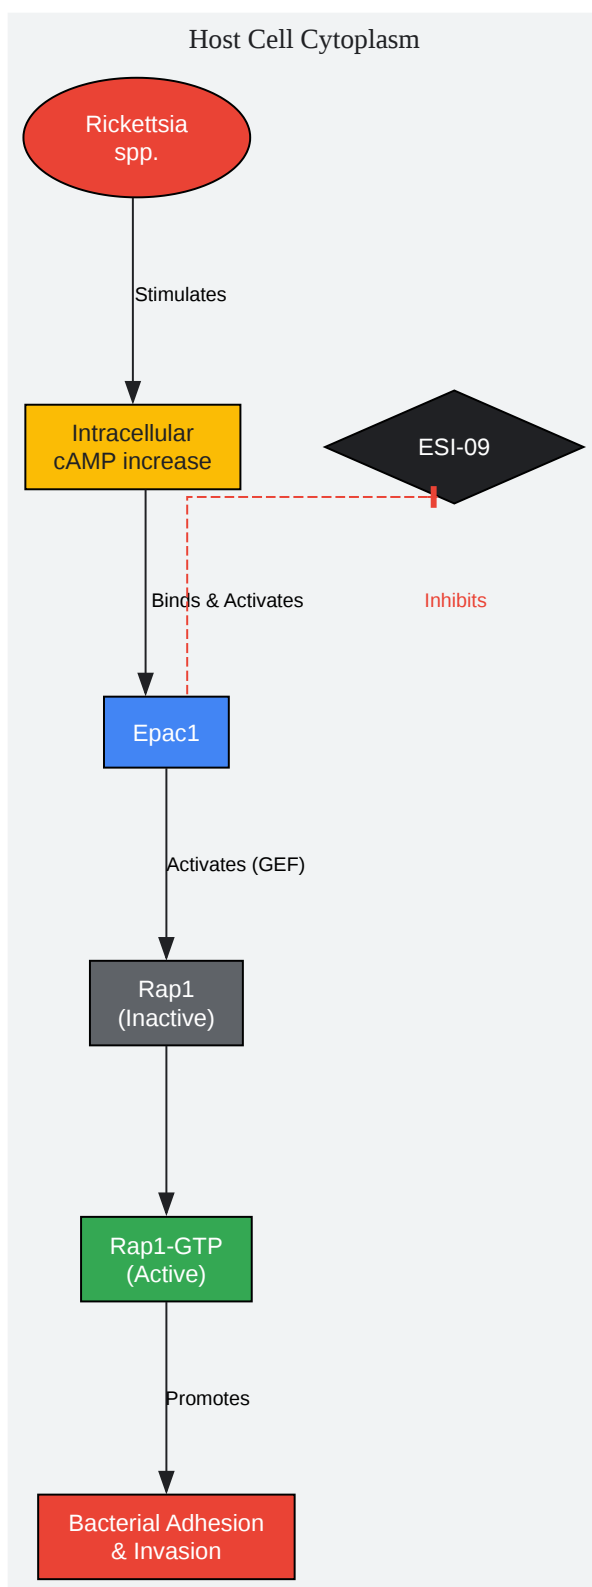 Host Cell Cytoplasm
Rickettsia
spp.
Stimulates
Intracellular
cAMP increase
ESI-09
Binds & Activates
Inhibits
Epac1
Activates (GEF)
Rap1
(Inactive)
Rap1-GTP
(Active)
Promotes
Bacterial Adhesion
& Invasion